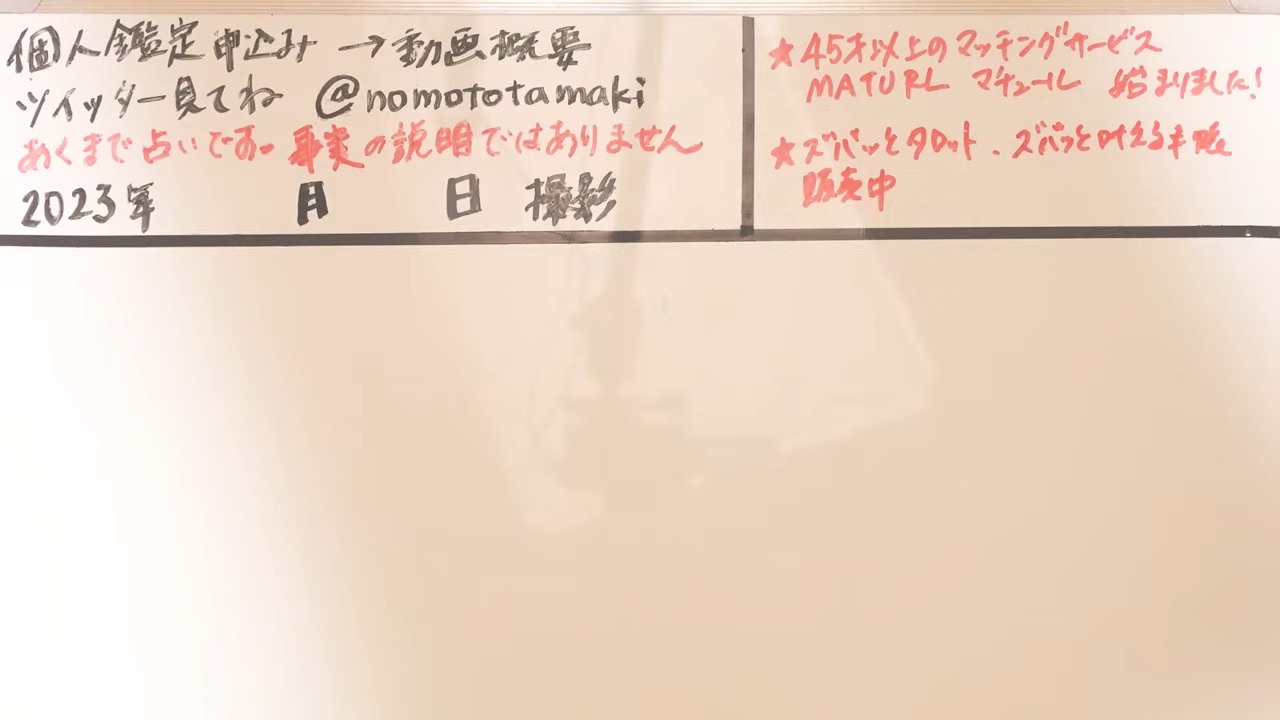 個人鑑定申込み →動画概要
ツイッター見てね @nomototamaki
あくまで占いです。事実の説明ではありません
2023年 月 日 撮影
★45才以上のマッチングサービス
MATURL マチュール 始まりました!
★ズバッとタロット、ズバっと叶える手帳
販売中